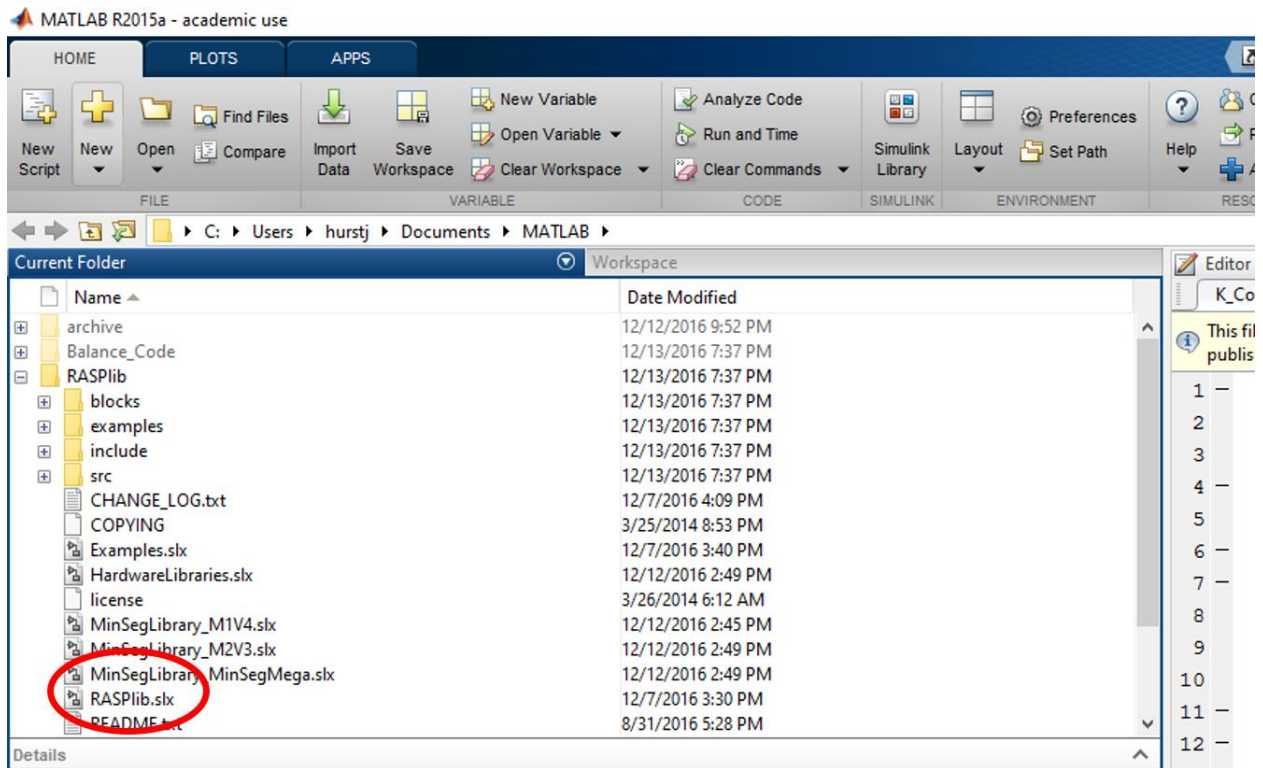 MATLAB R2015a - academic use
HOME PLOTS APPS
New Script
New
Open
Find Files
Compare
Import Data
Save Workspace
New Variable
Open Variable
Clear Workspace
Analyze Code
Run and Time
Clear Commands
Simulink Library
Layout
Preferences
Set Path
Help
FILE VARIABLE CODE SIMULINK ENVIRONMENT RESO
C: Users hurstj Documents MATLAB
Current Folder Workspace Editor
Name Date Modified K_Co
archive 12/12/2016 9:52 PM
Balance_Code 12/13/2016 7:37 PM
RASPlib 12/13/2016 7:37 PM
blocks 12/13/2016 7:37 PM
examples 12/13/2016 7:37 PM
include 12/13/2016 7:37 PM
src 12/13/2016 7:37 PM
CHANGE_LOG.txt 12/7/2016 4:09 PM
COPYING 3/25/2014 8:53 PM
Examples.slx 12/7/2016 3:40 PM
HardwareLibraries.slx 12/12/2016 2:49 PM
license 3/26/2014 6:12 AM
MinSegLibrary_M1V4.slx 12/12/2016 2:45 PM
MinSegLibrary_M2V3.slx 12/12/2016 2:49 PM
MinSegLibrary_MinSegMega.slx 12/12/2016 2:49 PM
RASPlib.slx 12/7/2016 3:30 PM
README.txt 8/31/2016 5:28 PM
Details
This fil
publis
1 –
2
3
4 –
5
6 –
7 –
8
9
10
11 –
12 –